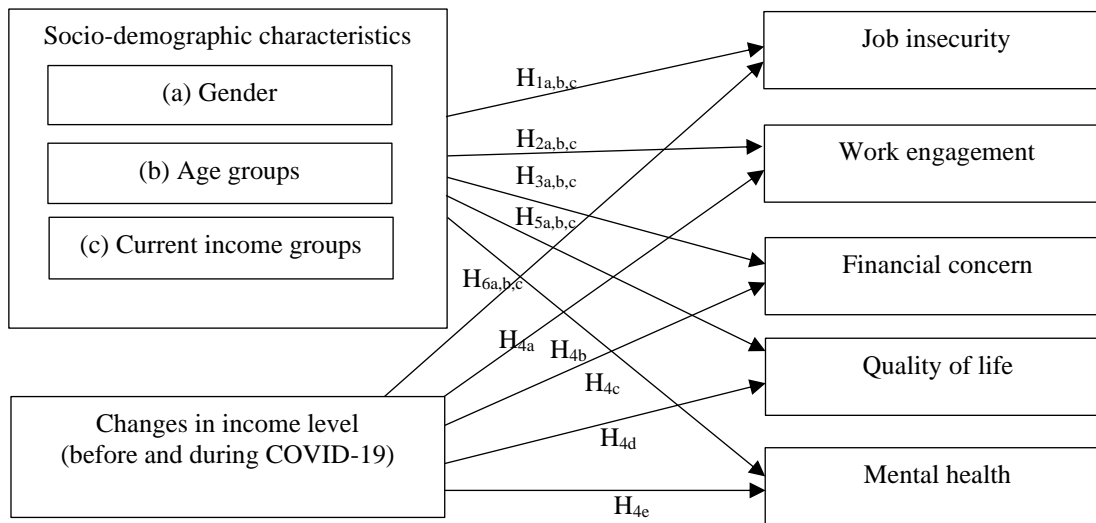 Socio-demographic characteristics
(a) Gender
(b) Age groups
(c) Current income groups
Changes in income level
(before and during COVID-19)
H1a,b,c
H2a,b,c
H3a,b,c
H5a,b,c
H6a,b,c
H4a
H4b
H4c
H4d
H4e
Job insecurity
Work engagement
Financial concern
Quality of life
Mental health